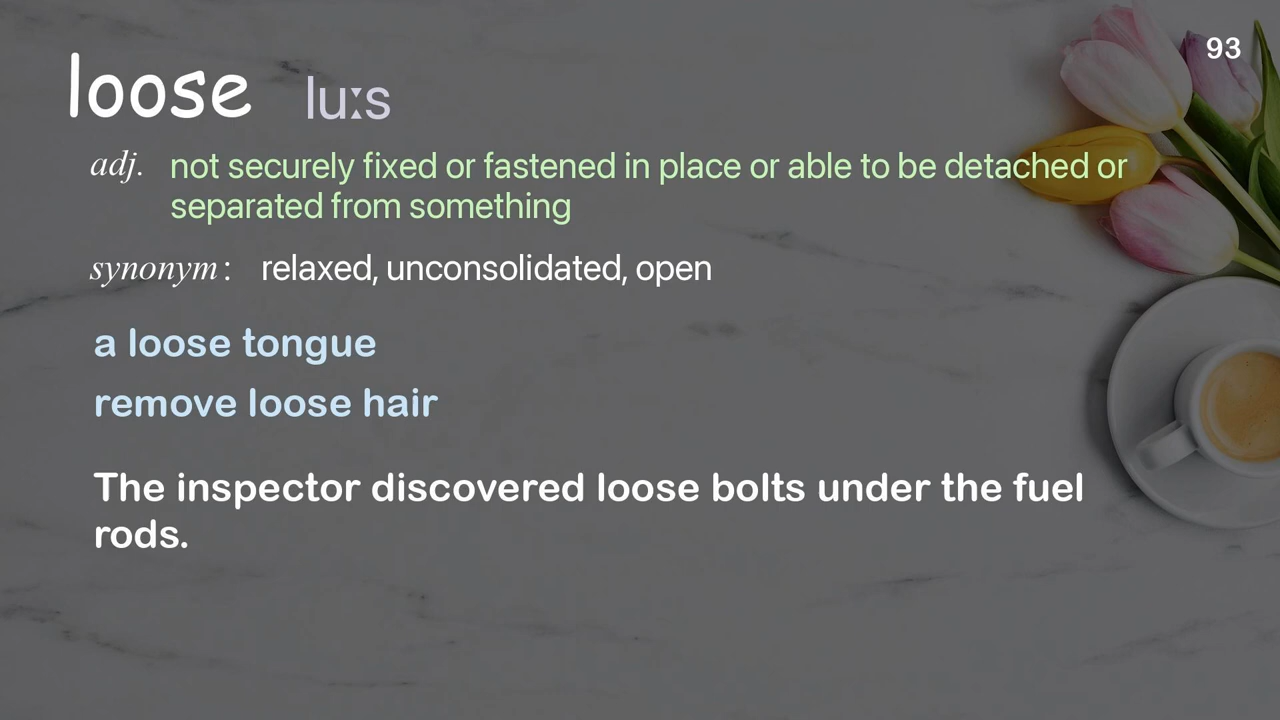 93
loose luːs
adj. not securely fixed or fastened in place or able to be detached or
separated from something
synonym : relaxed, unconsolidated, open
a loose tongue
remove loose hair
The inspector discovered loose bolts under the fuel
rods.